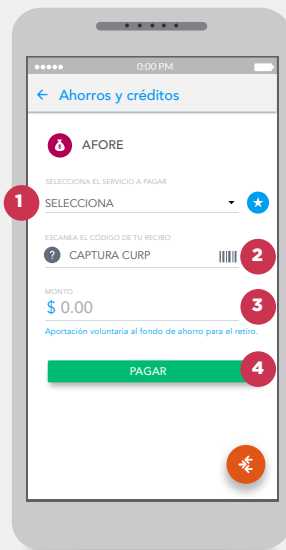 0:00 PM
Ahorros y créditos
AFORE
SELECCIONA EL SERVICIO A PAGAR
1
SELECCIONA
ESCANEA EL CÓDIGO DE TU RECIBO
? CAPTURA CURP
2
MONTO
$ 0.00
3
Aportación voluntaria al fondo de ahorro para el retiro.
PAGAR
4